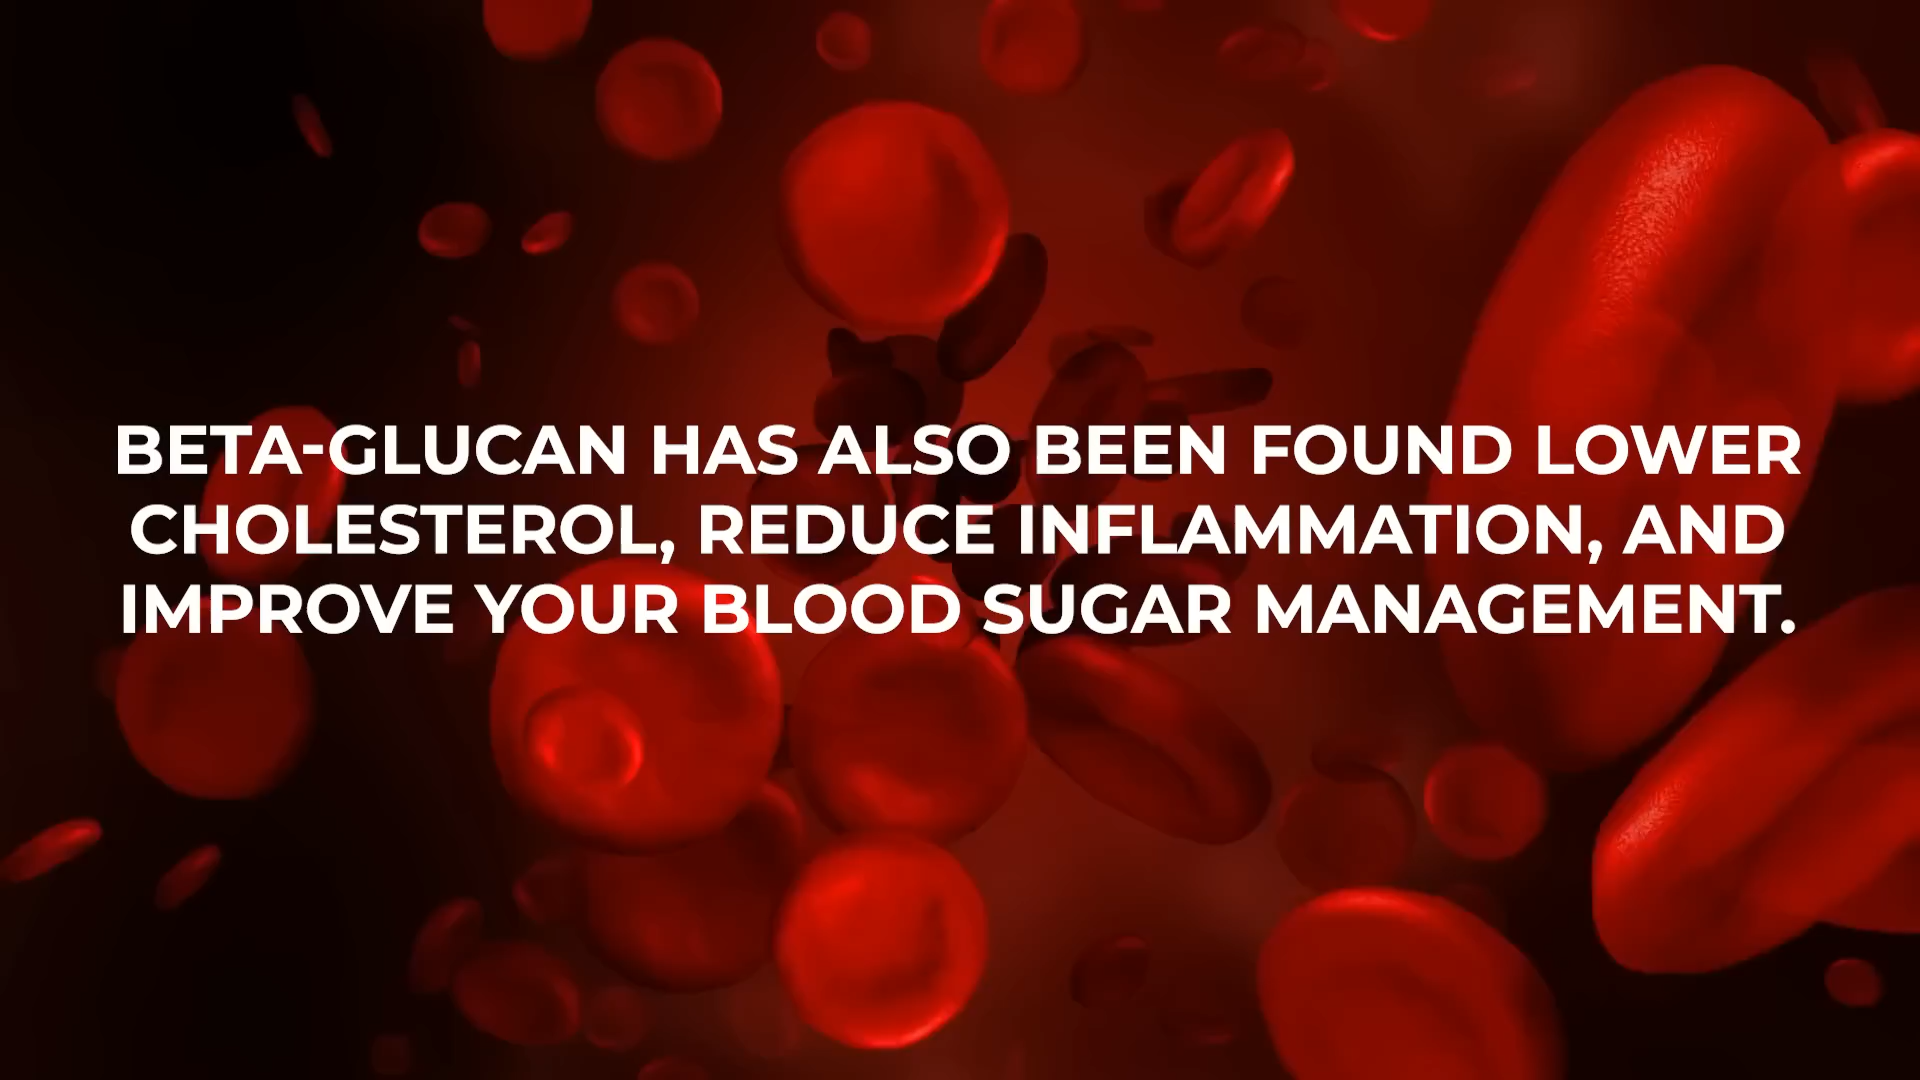 BETA-GLUCAN HAS ALSO BEEN FOUND LOWER
CHOLESTEROL, REDUCE INFLAMMATION, AND
IMPROVE YOUR BLOOD SUGAR MANAGEMENT.